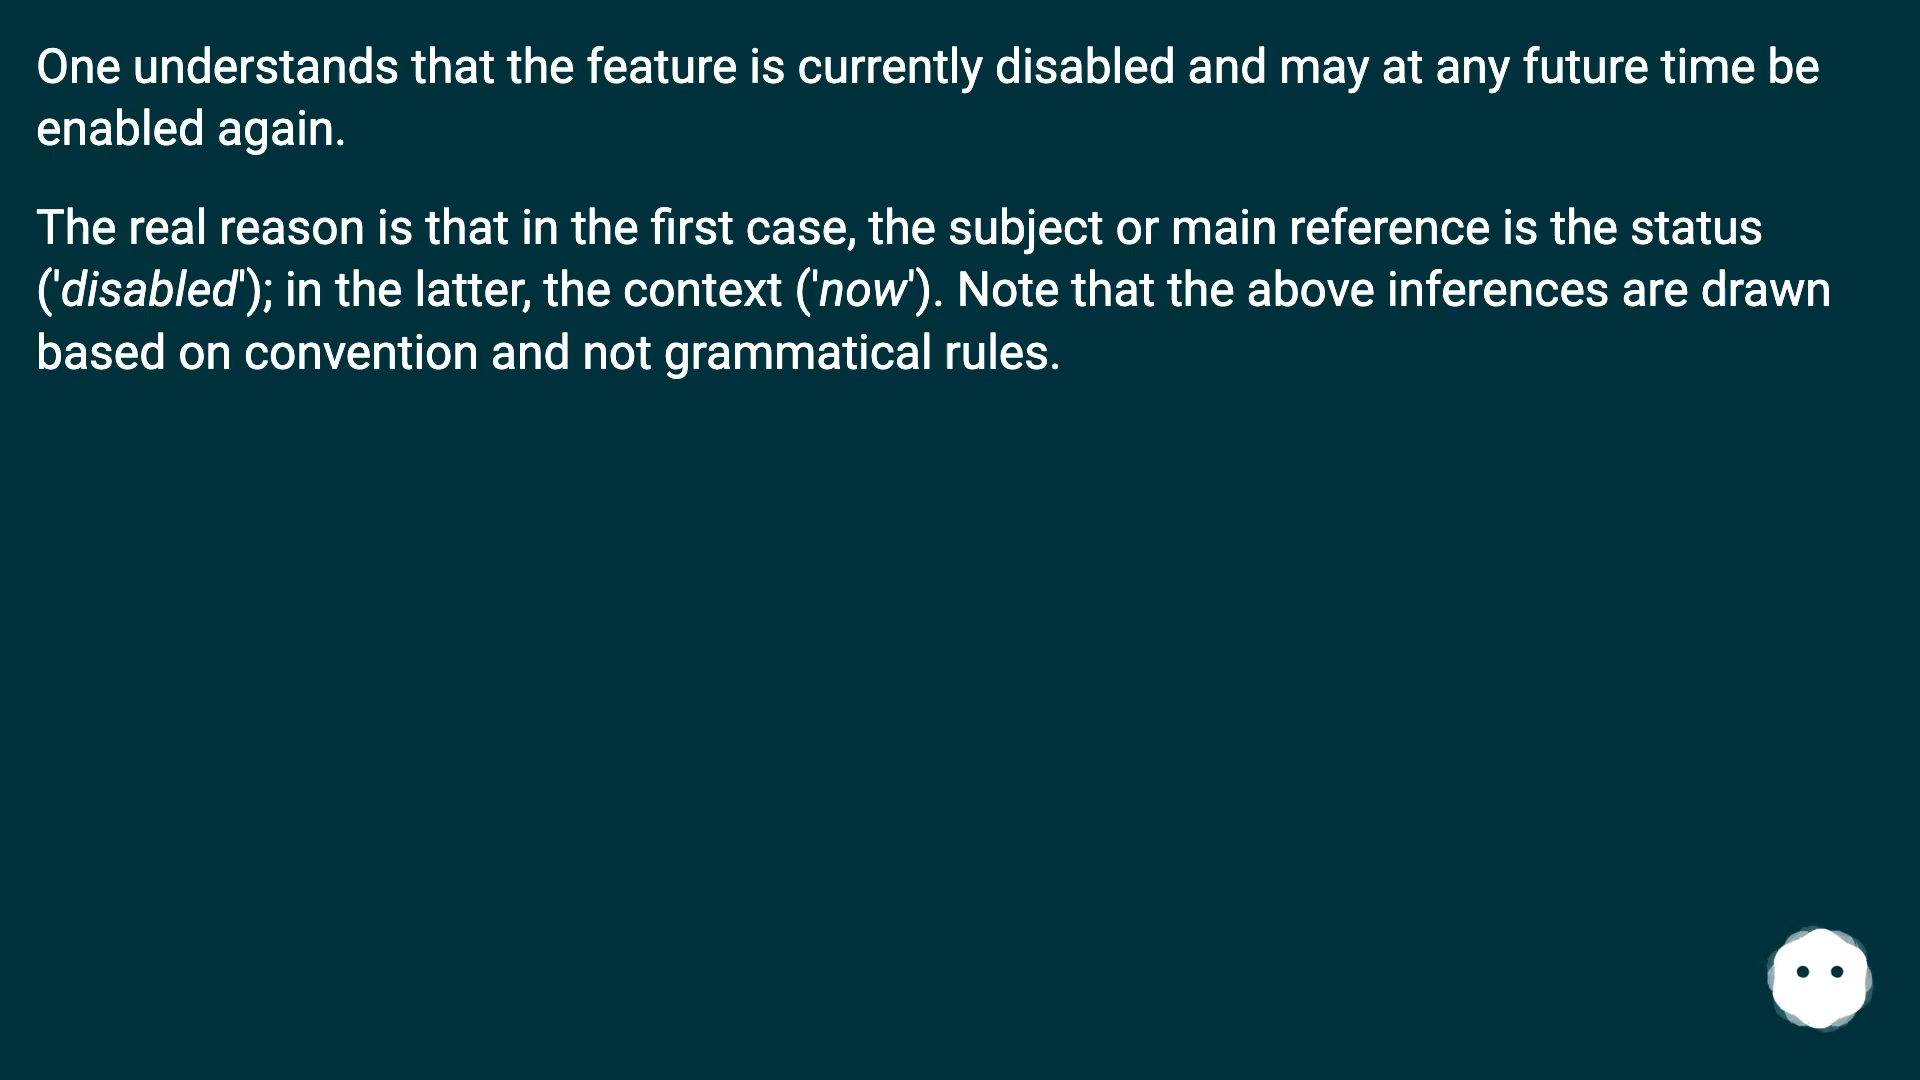 One understands that the feature is currently disabled and may at any future time be
enabled again.
The real reason is that in the first case, the subject or main reference is the status
('disabled''); in the latter, the context ('now'). Note that the above inferences are drawn
based on convention and not grammatical rules.